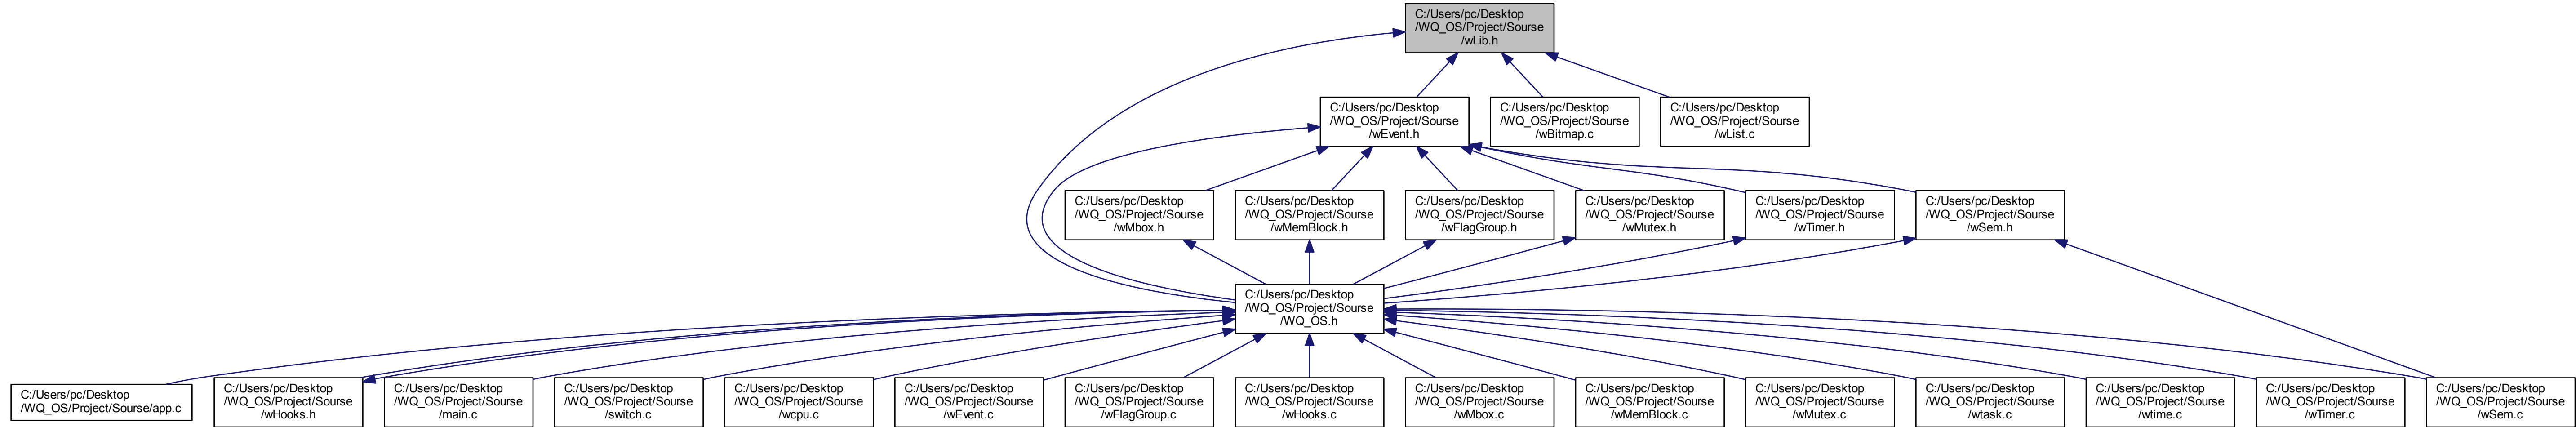 C:/Users/pc/Desktop
/WQ_OS/Project/Sourse
/wLib.h
C:/Users/pc/Desktop
/WQ_OS/Project/Sourse
/wEvent.h
C:/Users/pc/Desktop
/WQ_OS/Project/Sourse
/wBitmap.c
C:/Users/pc/Desktop
/WQ_OS/Project/Sourse
/wList.c
C:/Users/pc/Desktop
/WQ_OS/Project/Sourse
/wMbox.h
C:/Users/pc/Desktop
/WQ_OS/Project/Sourse
/wMemBlock.h
C:/Users/pc/Desktop
/WQ_OS/Project/Sourse
/wFlagGroup.h
C:/Users/pc/Desktop
/WQ_OS/Project/Sourse
/wMutex.h
C:/Users/pc/Desktop
/WQ_OS/Project/Sourse
/wTimer.h
C:/Users/pc/Desktop
/WQ_OS/Project/Sourse
/wSem.h
C:/Users/pc/Desktop
/WQ_OS/Project/Sourse
/WQ_OS.h
C:/Users/pc/Desktop
/WQ_OS/Project/Sourse/app.c
C:/Users/pc/Desktop
/WQ_OS/Project/Sourse
/wHooks.h
C:/Users/pc/Desktop
/WQ_OS/Project/Sourse
/main.c
C:/Users/pc/Desktop
/WQ_OS/Project/Sourse
/switch.c
C:/Users/pc/Desktop
/WQ_OS/Project/Sourse
/wcpu.c
C:/Users/pc/Desktop
/WQ_OS/Project/Sourse
/wEvent.c
C:/Users/pc/Desktop
/WQ_OS/Project/Sourse
/wFlagGroup.c
C:/Users/pc/Desktop
/WQ_OS/Project/Sourse
/wHooks.c
C:/Users/pc/Desktop
/WQ_OS/Project/Sourse
/wMbox.c
C:/Users/pc/Desktop
/WQ_OS/Project/Sourse
/wMemBlock.c
C:/Users/pc/Desktop
/WQ_OS/Project/Sourse
/wMutex.c
C:/Users/pc/Desktop
/WQ_OS/Project/Sourse
/wtask.c
C:/Users/pc/Desktop
/WQ_OS/Project/Sourse
/wtime.c
C:/Users/pc/Desktop
/WQ_OS/Project/Sourse
/wTimer.c
C:/Users/pc/Desktop
/WQ_OS/Project/Sourse
/wSem.c